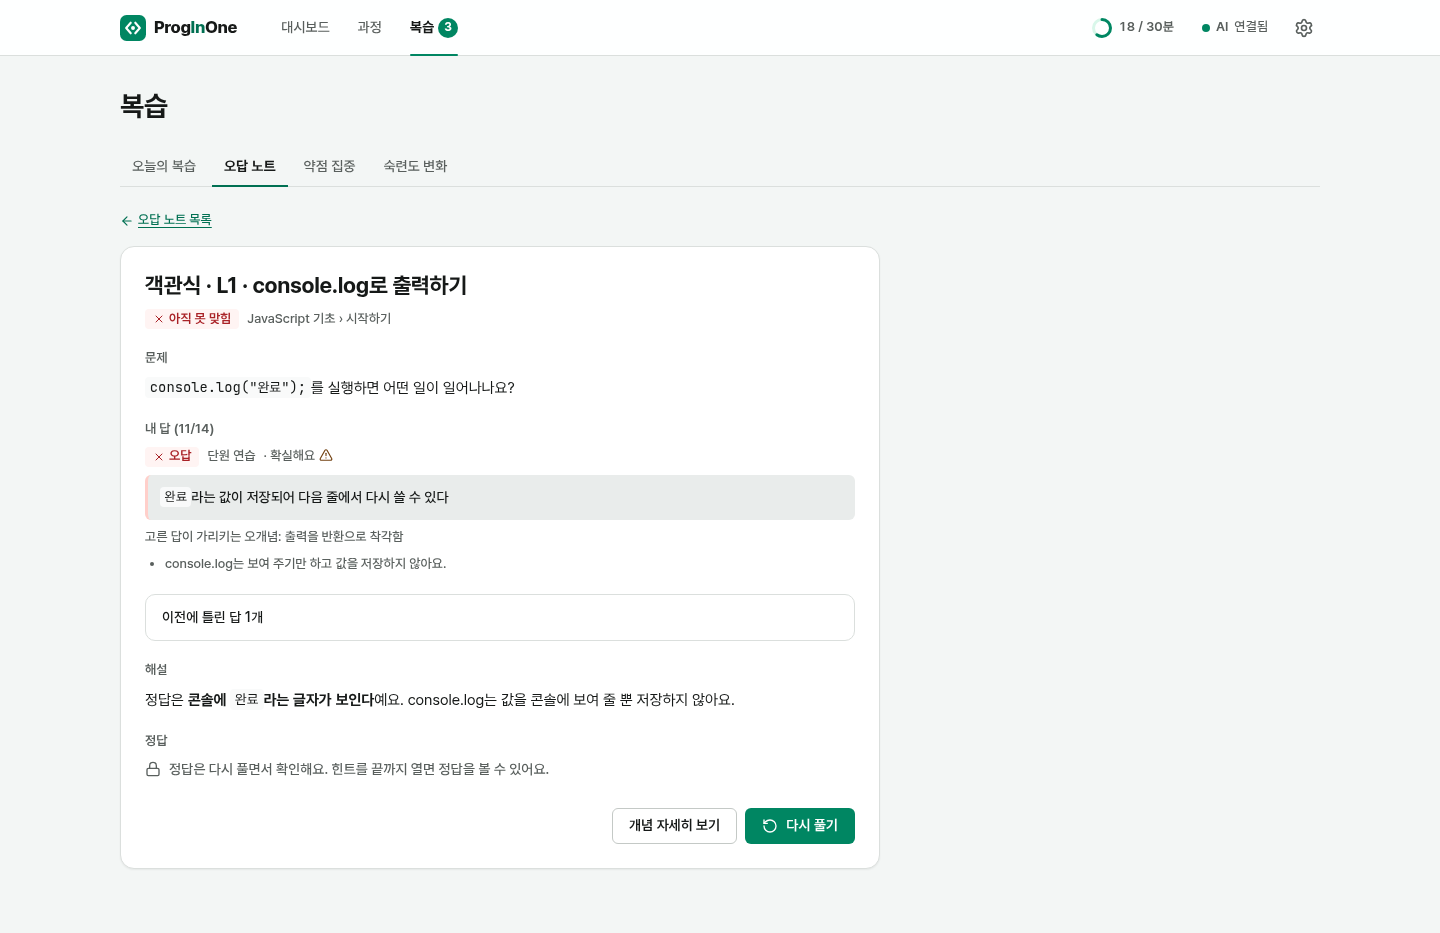 ProgInOne
대시보드
과정
복습 3
18 / 30분
AI 연결됨
복습
오늘의 복습
오답 노트
약점 집중
숙련도 변화
오답 노트 목록
객관식 · L1 · console.log로 출력하기
아직 못 맞힘 JavaScript 기초 › 시작하기
문제
console.log("완료"); 를 실행하면 어떤 일이 일어나나요?
내 답 (11/14)
오답 단원 연습 · 확실해요
완료라는 값이 저장되어 다음 줄에서 다시 쓸 수 있다
고른 답이 가리키는 오개념: 출력을 반환으로 착각함
• console.log는 보여 주기만 하고 값을 저장하지 않아요.
이전에 틀린 답 1개
해설
정답은 콘솔에 완료 라는 글자가 보인다예요. console.log는 값을 콘솔에 보여 줄 뿐 저장하지 않아요.
정답
정답은 다시 풀면서 확인해요. 힌트를 끝까지 열면 정답을 볼 수 있어요.
개념 자세히 보기
다시 풀기